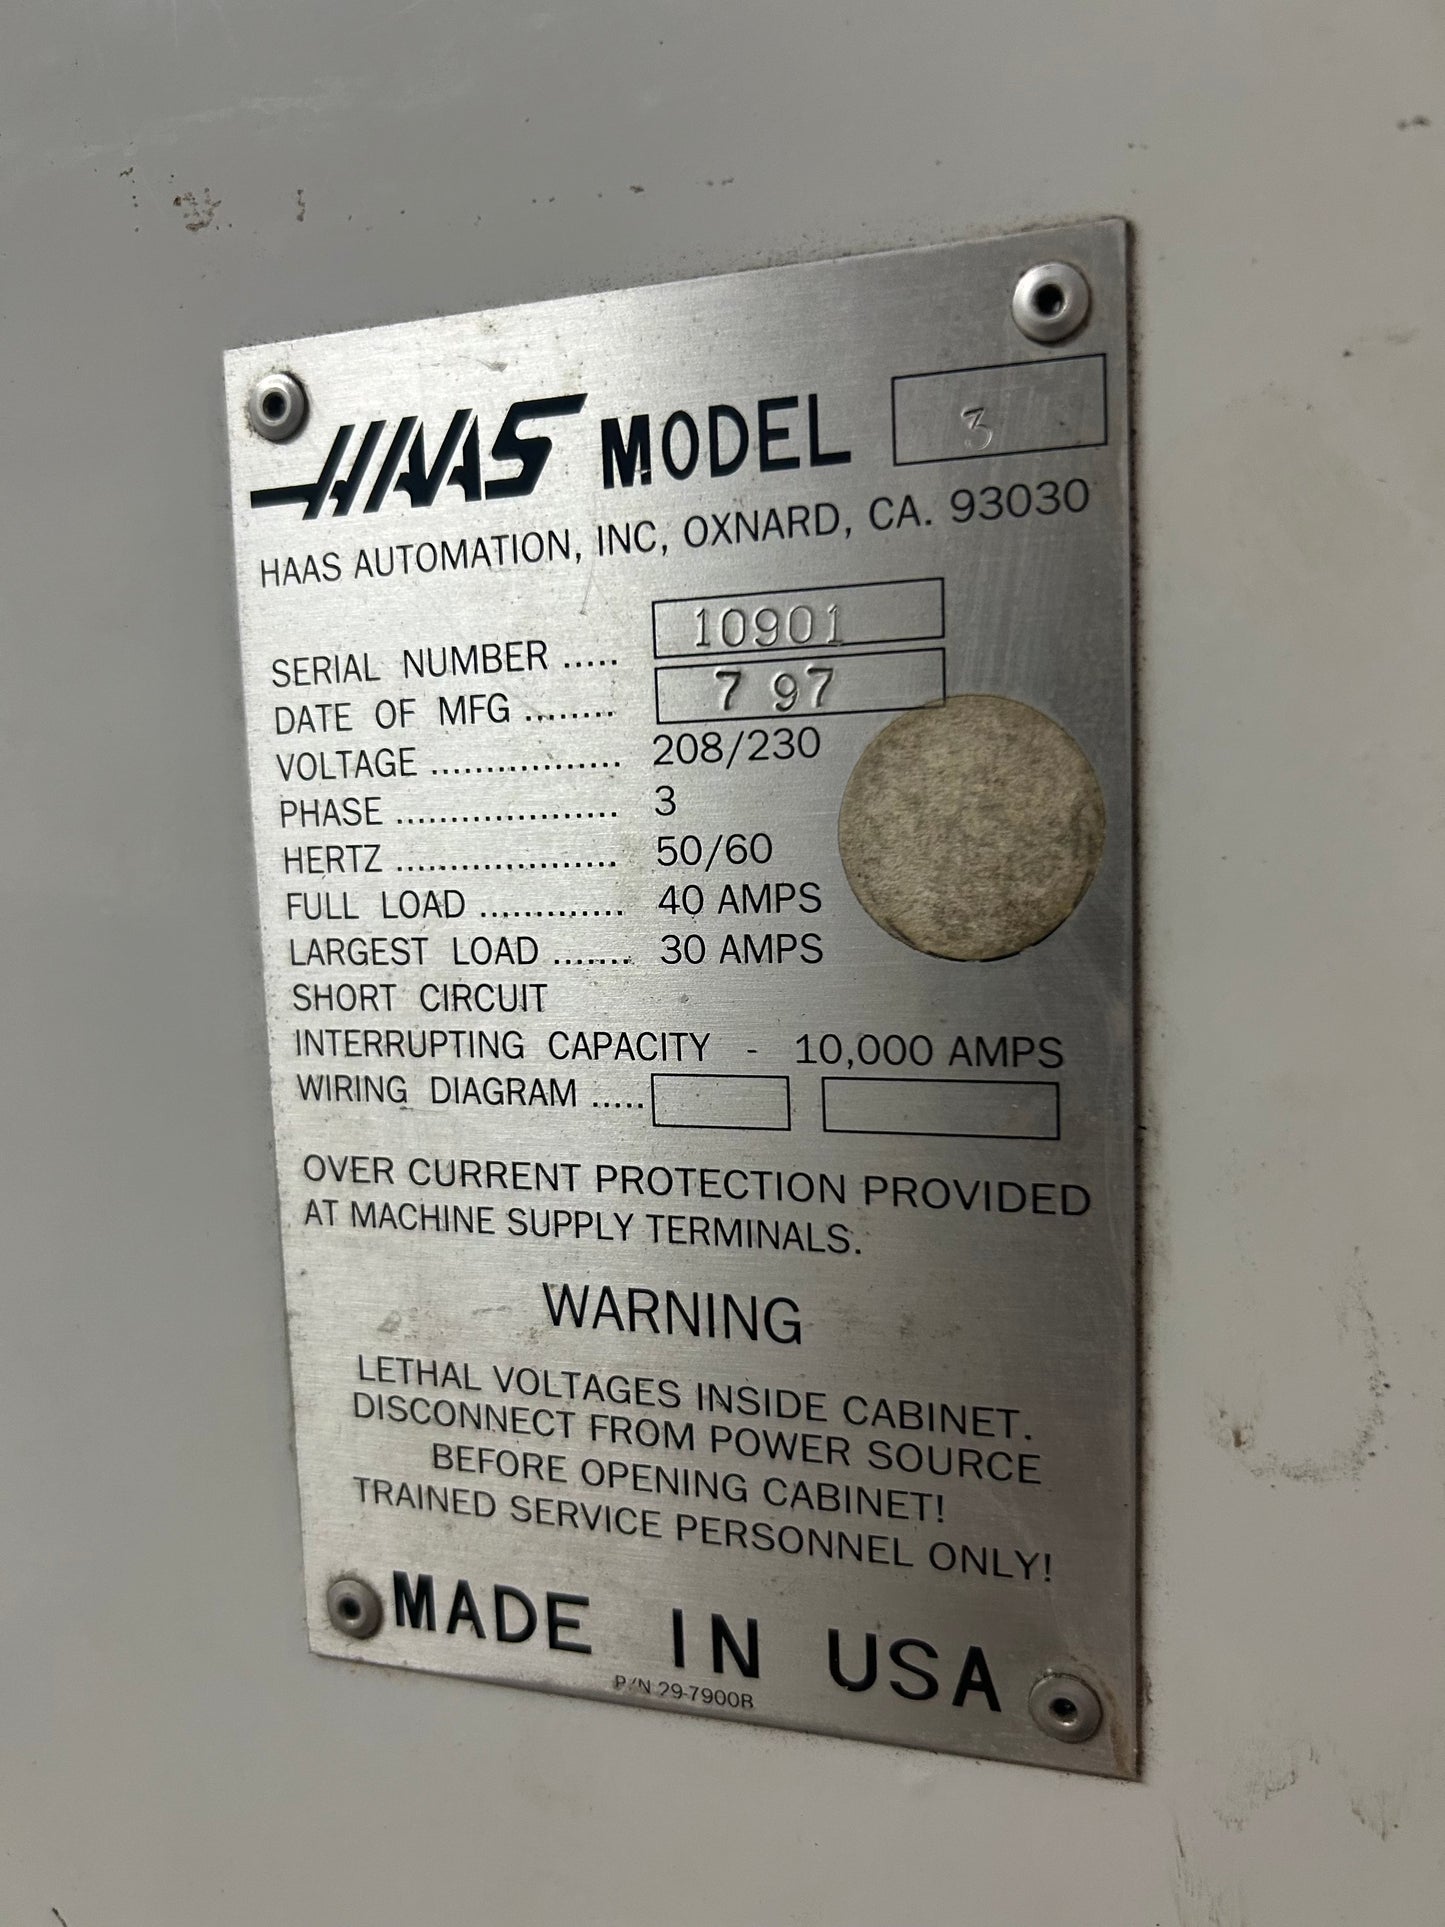 HAAS MODEL 3
HAAS AUTOMATION, INC, OXNARD, CA. 93030
SERIAL NUMBER ..... 10901
DATE OF MFG ........ 7 97
VOLTAGE .................. 208/230
PHASE ..................... 3
HERTZ ..................... 50/60
FULL LOAD ............. 40 AMPS
LARGEST LOAD ....... 30 AMPS
SHORT CIRCUIT
INTERRUPTING CAPACITY - 10,000 AMPS
WIRING DIAGRAM .....
OVER CURRENT PROTECTION PROVIDED
AT MACHINE SUPPLY TERMINALS.
WARNING
LETHAL VOLTAGES INSIDE CABINET.
DISCONNECT FROM POWER SOURCE
BEFORE OPENING CABINET!
TRAINED SERVICE PERSONNEL ONLY!
MADE IN USA
P/N 29-7900B